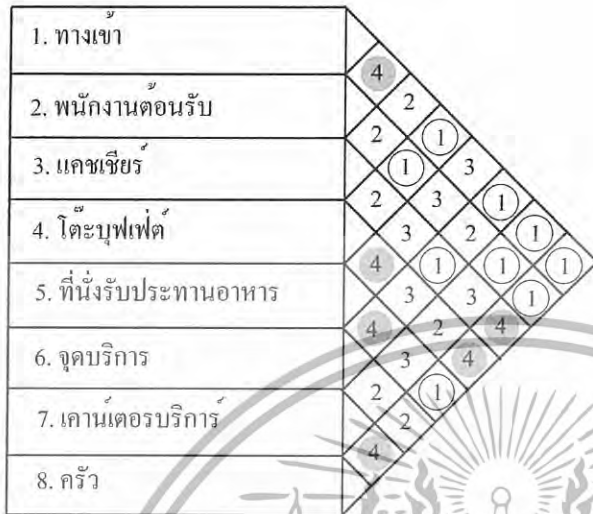 1. ทางเข้า
4
2. พนักงานต้อนรับ 2
2 1
3. แคชเชียร์ 1 3
2 3 1
4. โต๊ะบุฟเฟ่ต์ 3 2 1
4 1 1 1
5. ที่นั่งรับประทานอาหาร 3 3 1
4 2 4
6. จุดบริการ 3 4
2 1
7. เคาน์เตอร์บริการ 2
4
8. ครัว